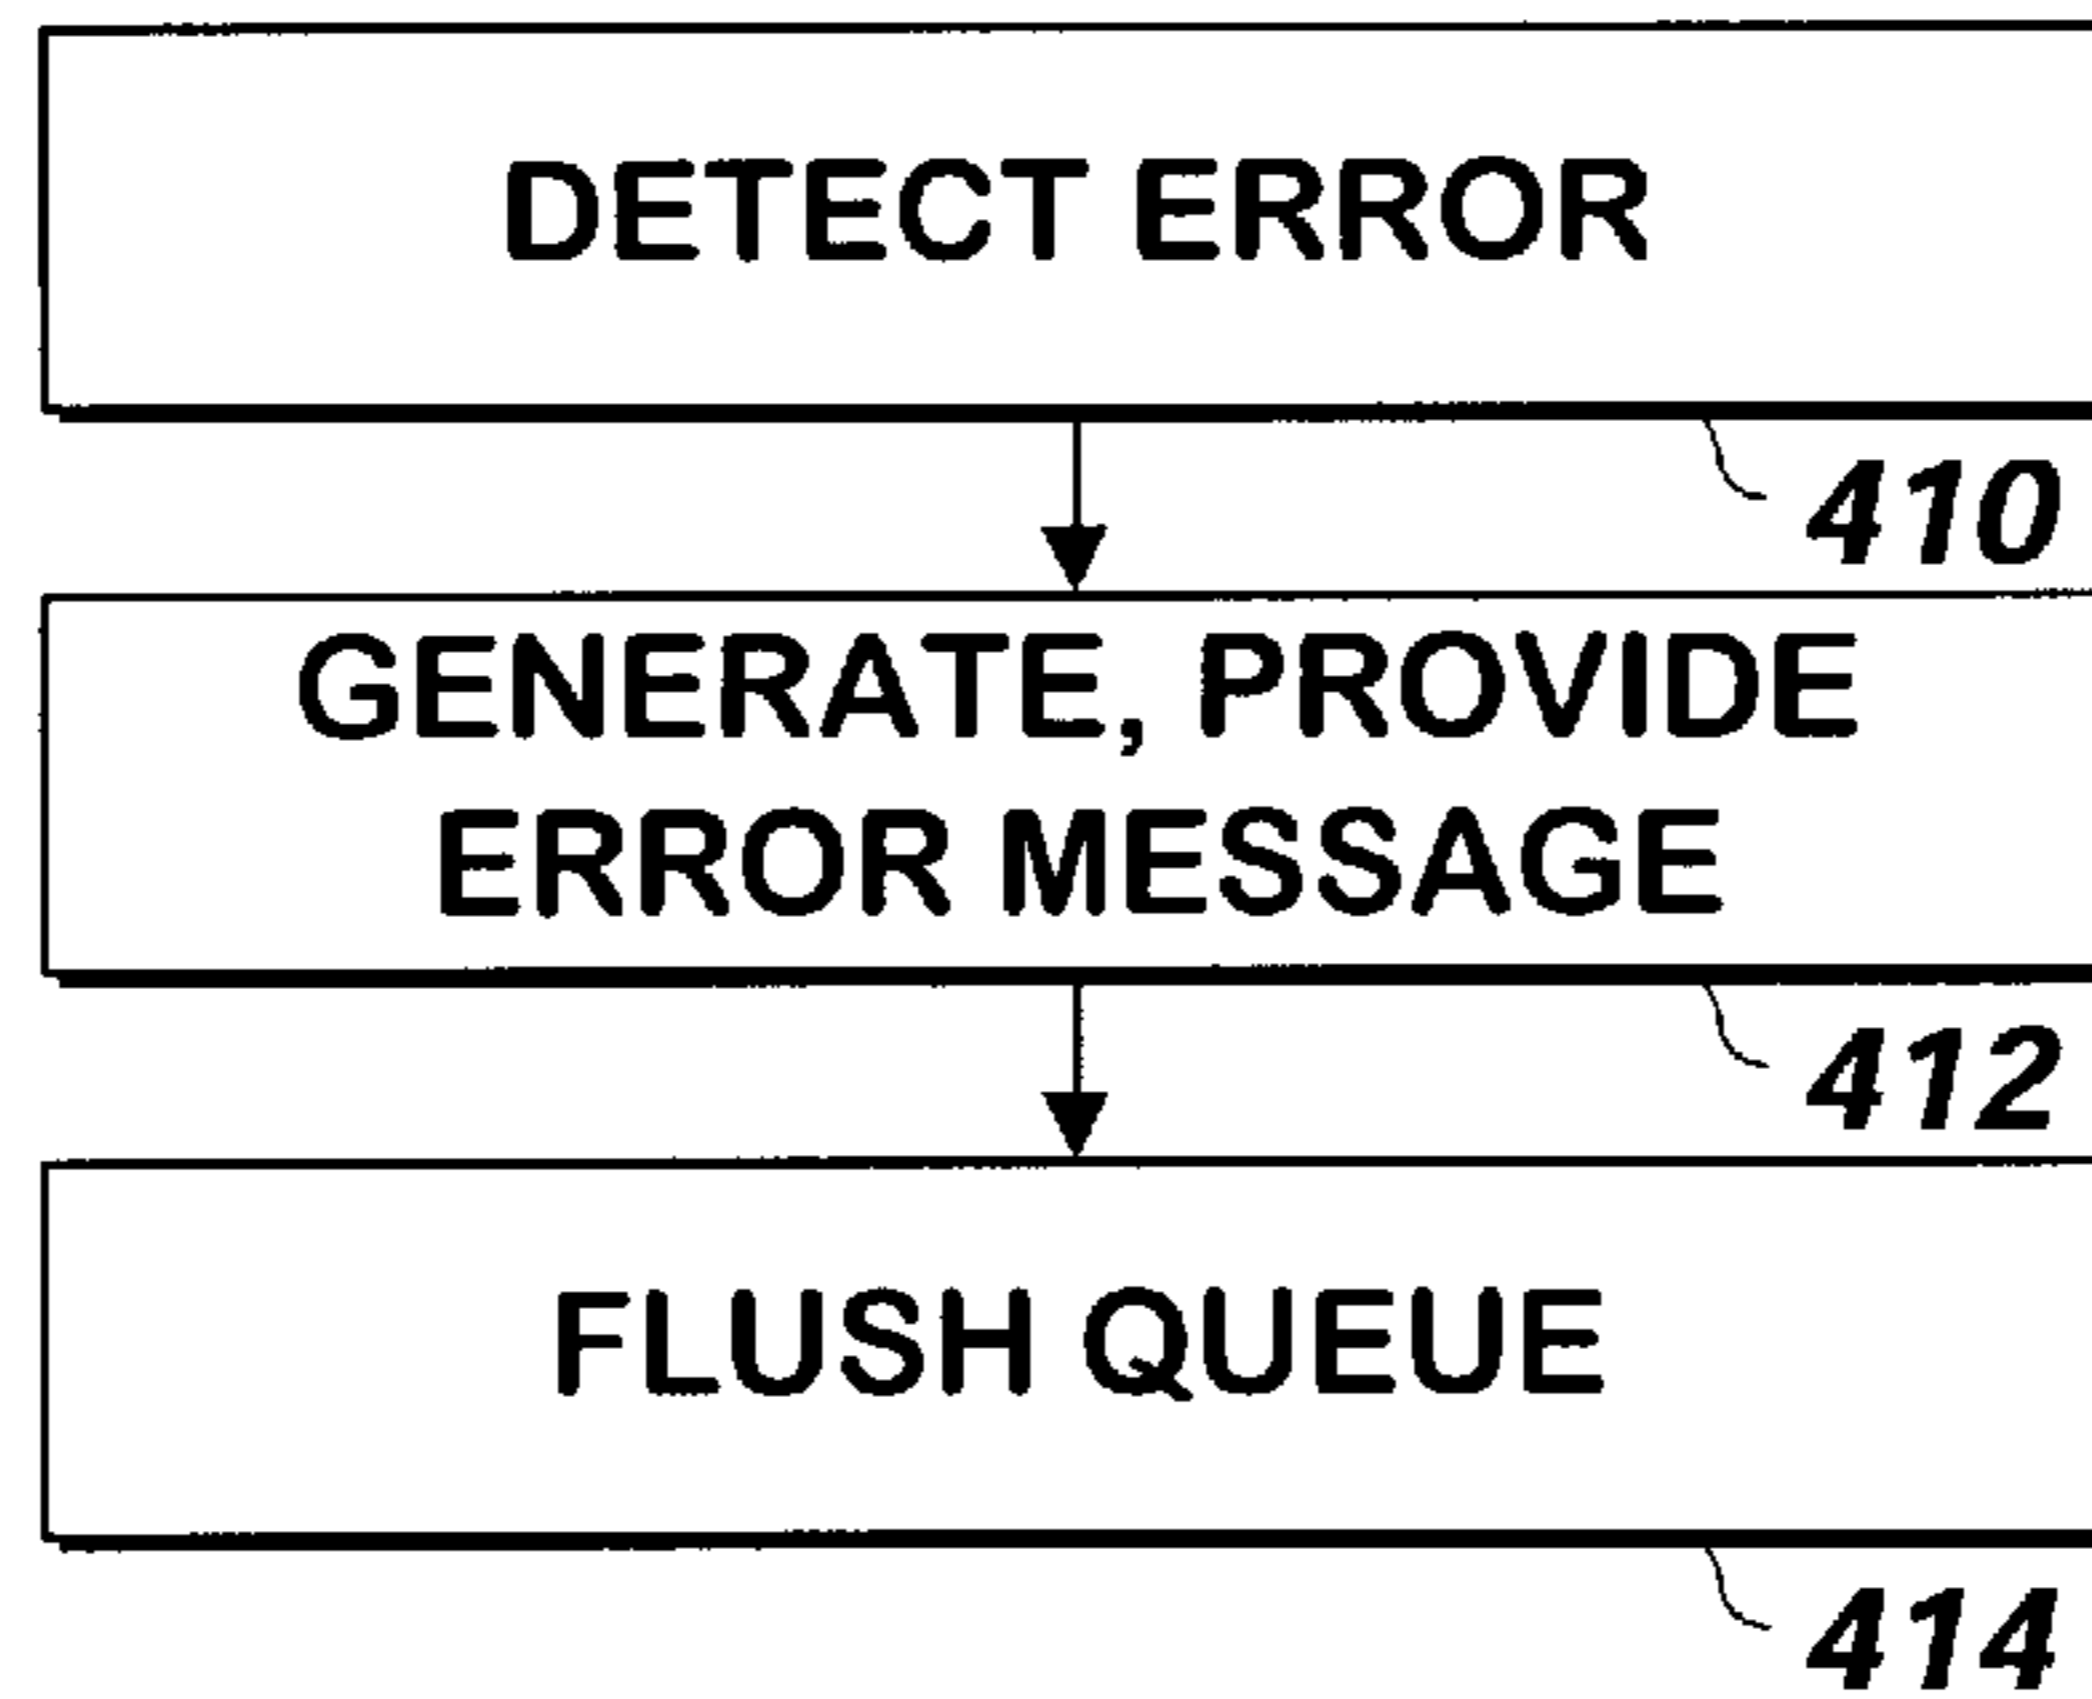 DETECT ERROR
410
GENERATE, PROVIDE
ERROR MESSAGE
412
FLUSH QUEUE
414